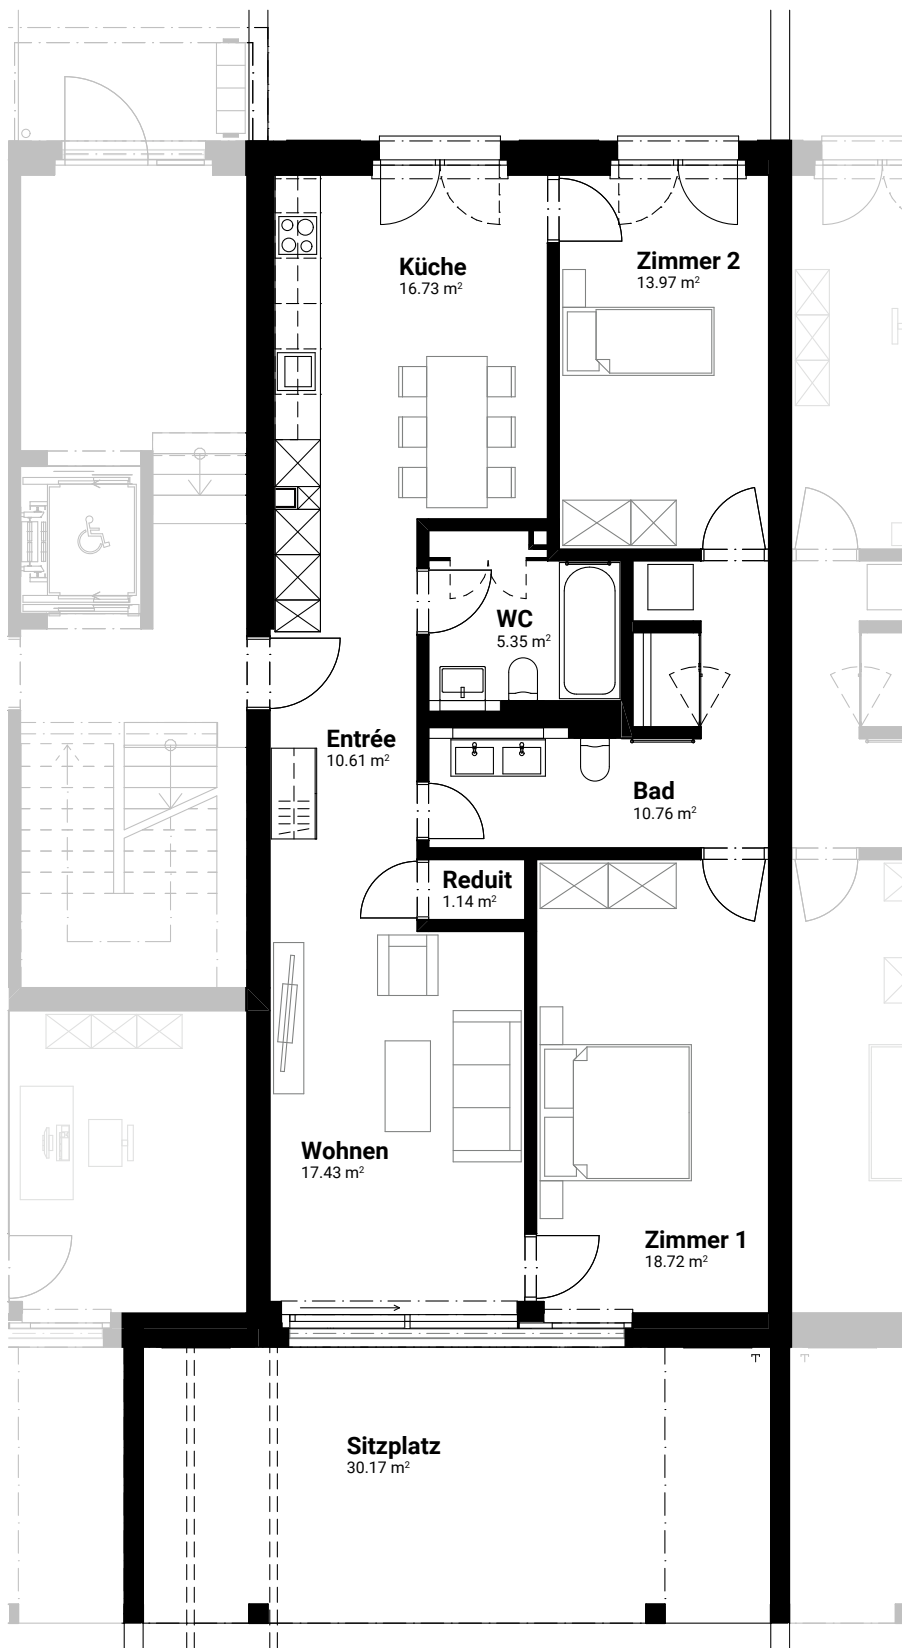 Küche
16.73 m²
Zimmer 2
13.97 m²
WC
5.35 m²
Entrée
10.61 m²
Bad
10.76 m²
Reduit
1.14 m²
Wohnen
17.43 m²
Zimmer 1
18.72 m²
Sitzplatz
30.17 m²